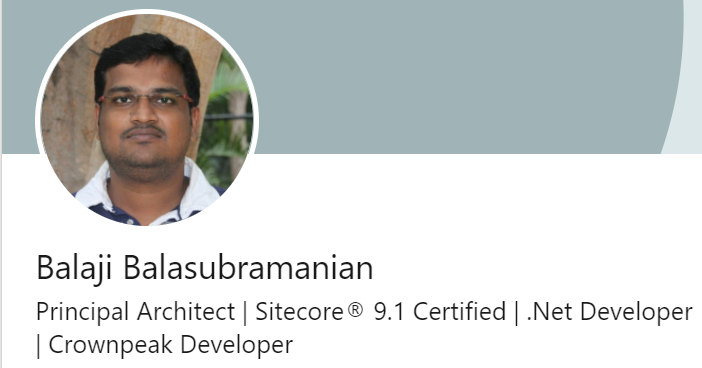 Balaji Balasubramanian
Principal Architect | Sitecore® 9.1 Certified | .Net Developer
| Crownpeak Developer